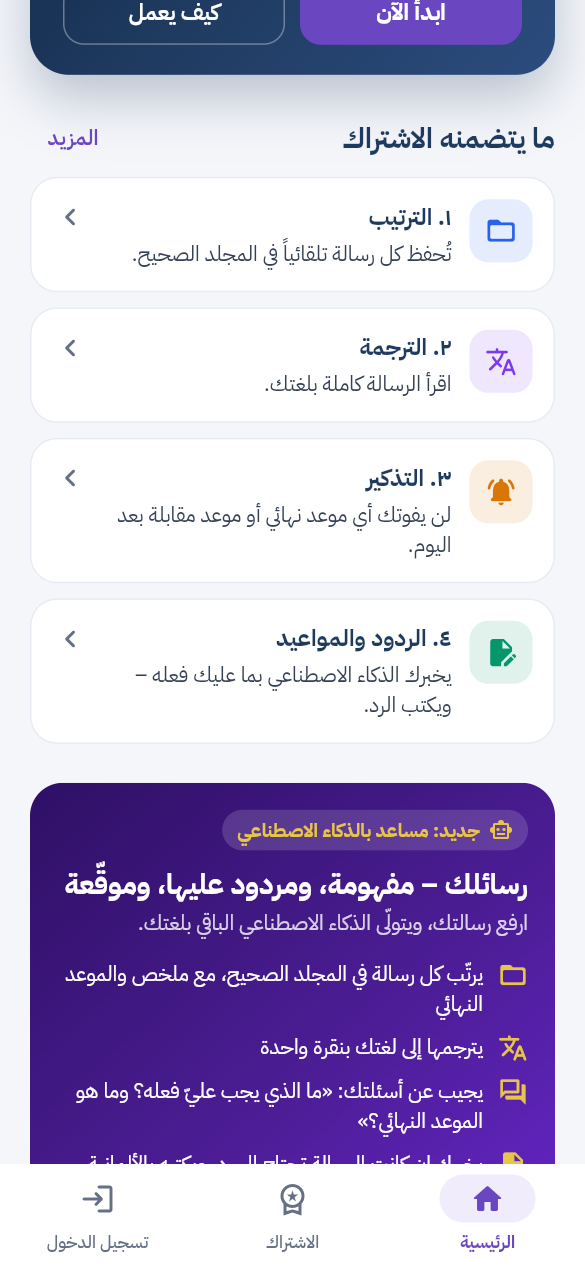 ابدأ الآن
كيف يعمل
ما يتضمنه الاشتراك
المزيد
١. الترتيب
تُحفظ كل رسالة تلقائياً في المجلد الصحيح.
٢. الترجمة
اقرأ الرسالة كاملة بلغتك.
٣. التذكير
لن يفوتك أي موعد نهائي أو موعد مقابلة بعد
اليوم.
٤. الردود والمواعيد
يخبرك الذكاء الاصطناعي بما عليك فعله –
ويكتب الرد.
جديد: مساعد بالذكاء الاصطناعي
رسائلك – مفهومة، ومردود عليها، وموقّعة
ارفع رسالتك، ويتولّى الذكاء الاصطناعي الباقي بلغتك.
يرتّب كل رسالة في المجلد الصحيح، مع ملخص والموعد
النهائي
يترجمها إلى لغتك بنقرة واحدة
يجيب عن أسئلتك: «ما الذي يجب عليّ فعله؟ وما هو
الموعد النهائي؟»
الرئيسية
الاشتراك
تسجيل الدخول